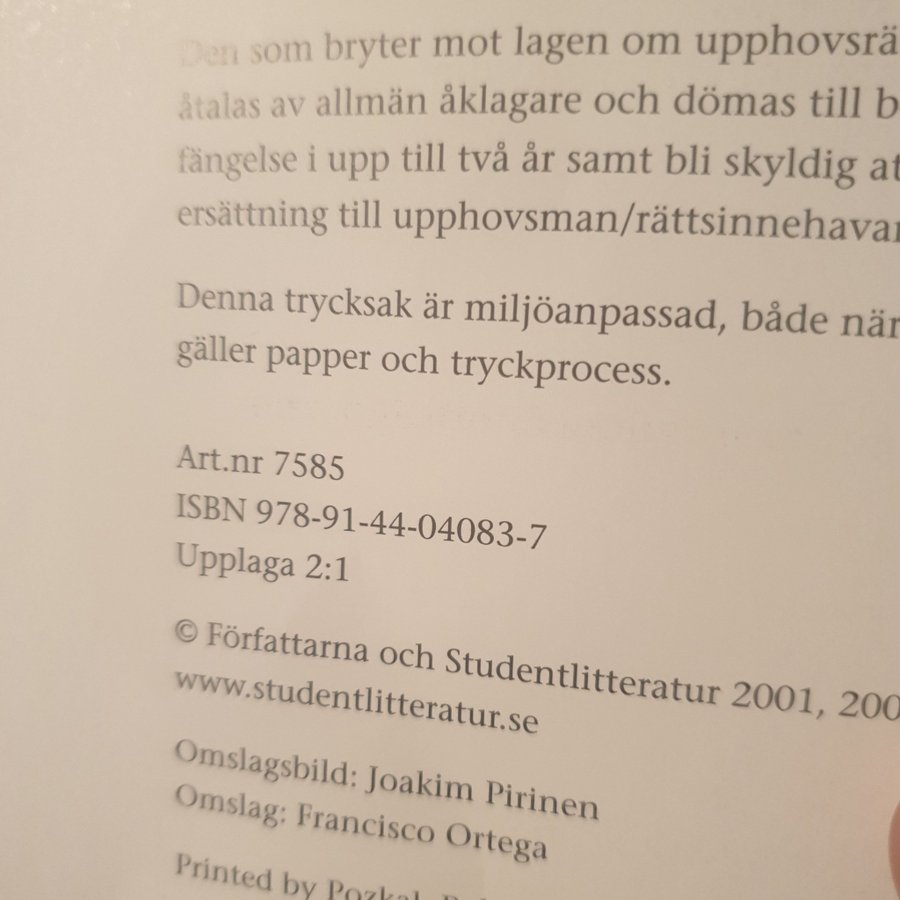 Den som bryter mot lagen om upphovsrä
åtalas av allmän åklagare och dömas till b
fängelse i upp till två år samt bli skyldig at
ersättning till upphovsman/rättsinnehavar
Denna trycksak är miljöanpassad, både när
gäller papper och tryckprocess.
Art.nr 7585
ISBN 978-91-44-04083-7
Upplaga 2:1
© Författarna och Studentlitteratur 2001, 200
www.studentlitteratur.se
Omslagsbild: Joakim Pirinen
Omslag: Francisco Ortega
Printed by Pozkal,